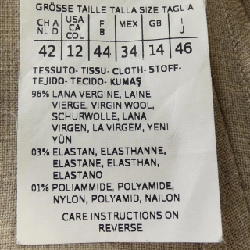 GRÖSSE TAILLE TALLA SIZE TAGLIA
CH A N. D USA CA CO.. F B MEX GB I J
42 12 44 34 14 46
TESSUTO- TISSU- CLOTH- STOFF-
TEJIDO- TECIDO- KUMAŞ
96% LANA VERGINE, LAINE
VIERGE, VIRGIN WOOL,
SCHURWOLLE, LANA
VIRGEN, LA VIRGEM, YENI
YÜN
03% ELASTAN, ELASTHANNE,
ELASTANE, ELASTHAN,
ELASTANO
01% POLIAMMIDE, POLYAMIDE,
NYLON, POLYAMID, NAILON
CARE INSTRUCTIONS ON
REVERSE